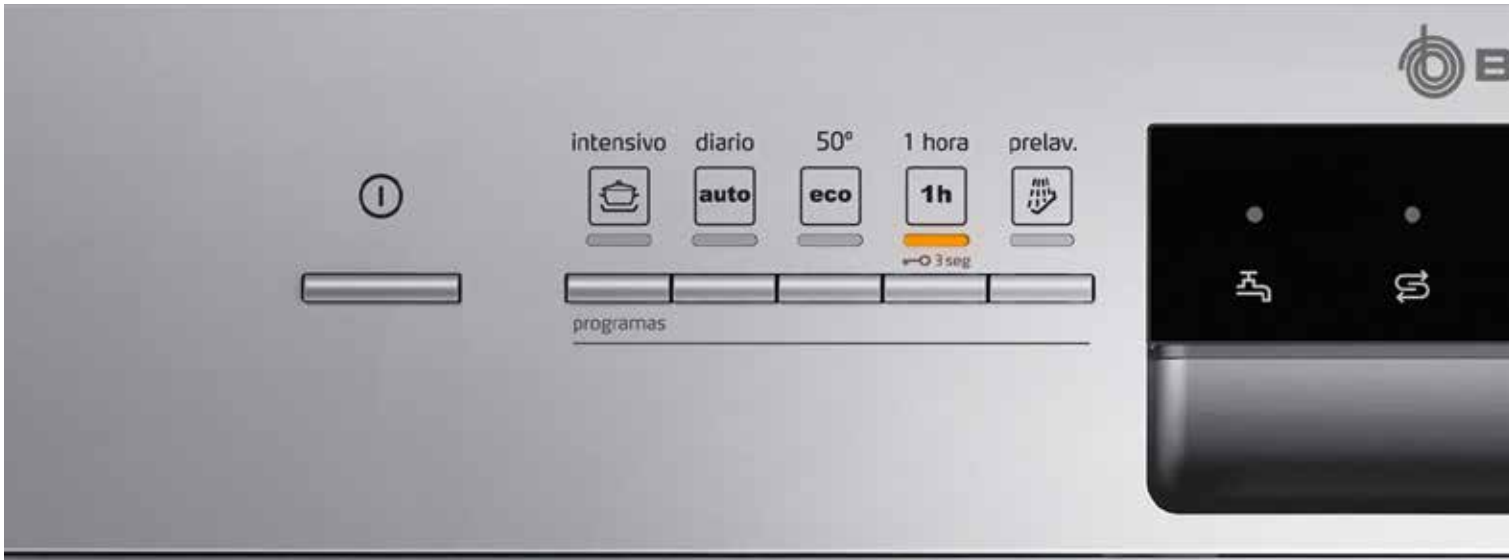 intensivo diario 50º 1 hora prelav.
auto eco 1h
3 seg
programas
B